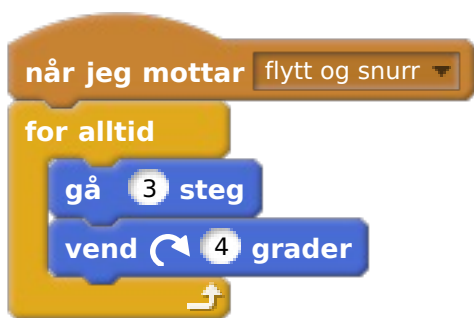 når jeg mottar flytt og snurr
for alltid
gå 3 steg
vend 4 grader